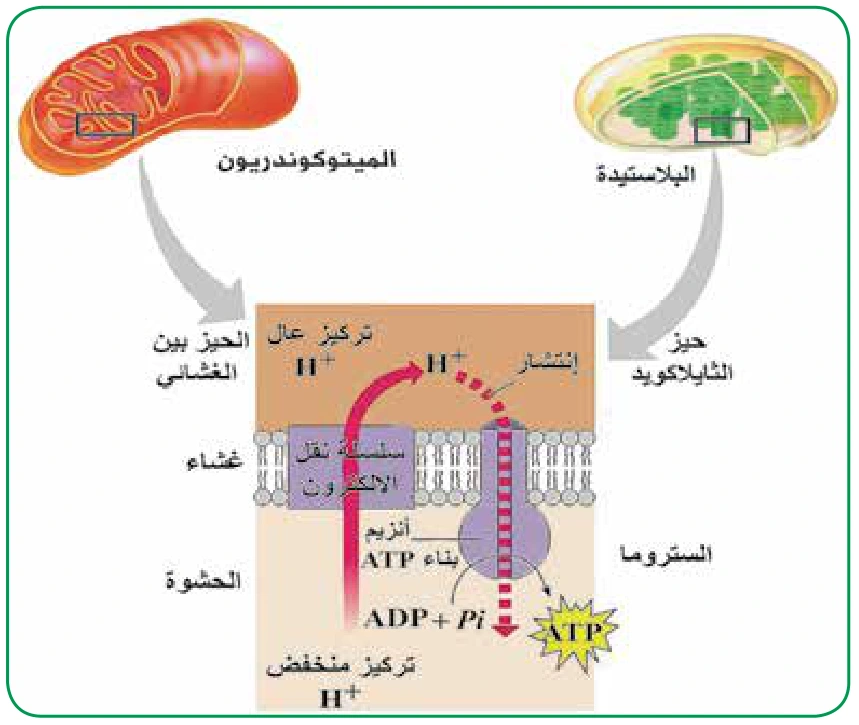 الميتوكوندريون
البلاستيدة
الحيز بين
الغشائي
تركيز عال
H⁺
H⁺
إنتشار
حيز
الثايلاكويد
غشاء
سلسلة نقل
الالكترون
أنزيم
بناء ATP
الحشوة
الستروما
ADP + Pi
ATP
تركيز منخفض
H⁺